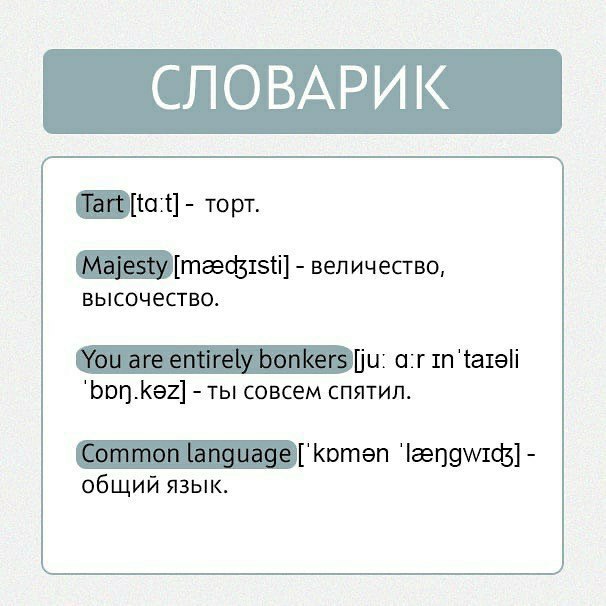 СЛОВАРИК
Tart [tɑːt] - торт.
Majesty [mæʤɪsti] - величество,
высочество.
You are entirely bonkers [juː ɑːr ɪnˈtaɪəli
ˈbɒŋ.kəz] - ты совсем спятил.
Common language [ˈkɒmən ˈlæŋgwɪʤ] -
общий язык.